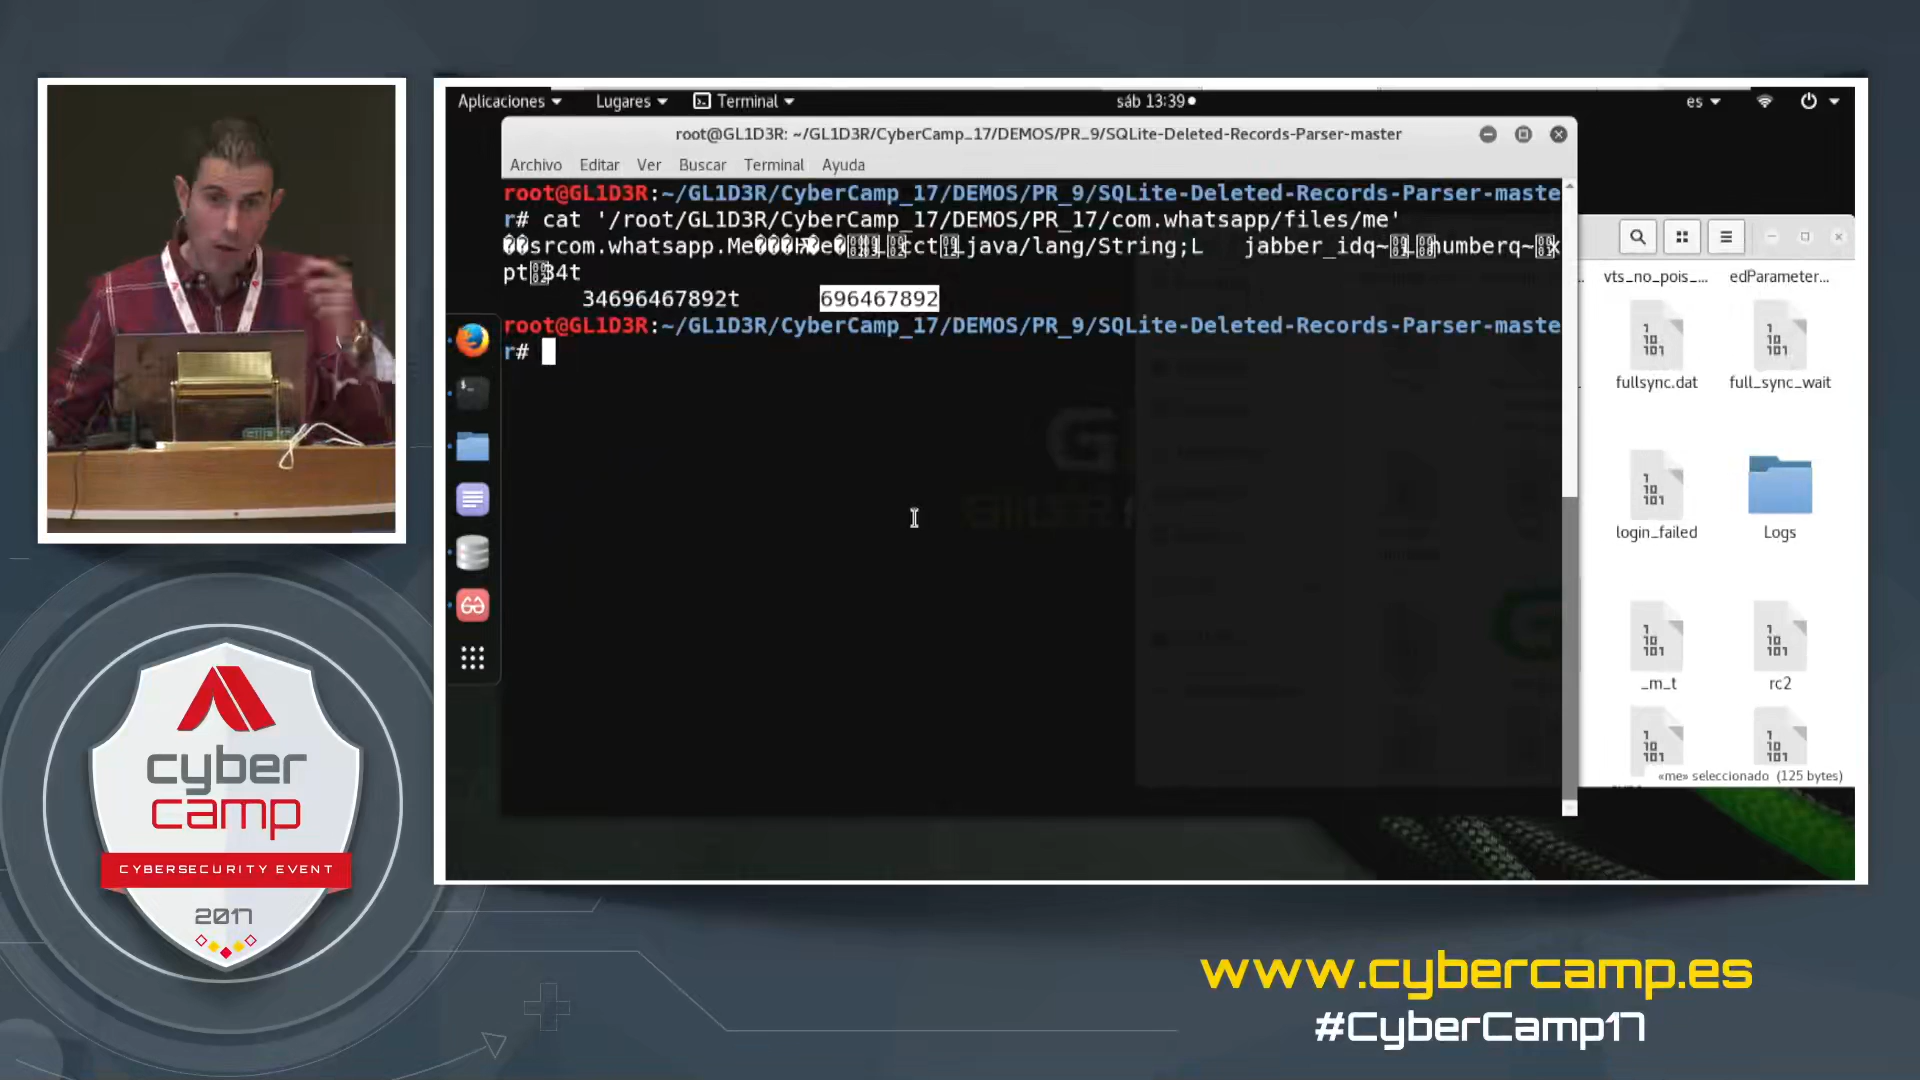 Aplicaciones Lugares Terminal sáb 13:39 es
root@GL1D3R: ~/GL1D3R/CyberCamp_17/DEMOS/PR_9/SQLite-Deleted-Records-Parser-master
Archivo Editar Ver Buscar Terminal Ayuda
root@GL1D3R:~/GL1D3R/CyberCamp_17/DEMOS/PR_9/SQLite-Deleted-Records-Parser-maste
r# cat '/root/GL1D3R/CyberCamp_17/DEMOS/PR_17/com.whatsapp/files/me'
srcom.whatsapp.Me java/lang/String;L jabber_idq~ numberq~
pt 34t
34696467892t 696467892
root@GL1D3R:~/GL1D3R/CyberCamp_17/DEMOS/PR_9/SQLite-Deleted-Records-Parser-maste
r#
vts_no_pois_... edParameter...
fullsync.dat full_sync_wait
login_failed Logs
_m_t rc2
«me» seleccionado (125 bytes)
cyber
camp
CYBERSECURITY EVENT
2017
www.cybercamp.es
#CyberCamp17